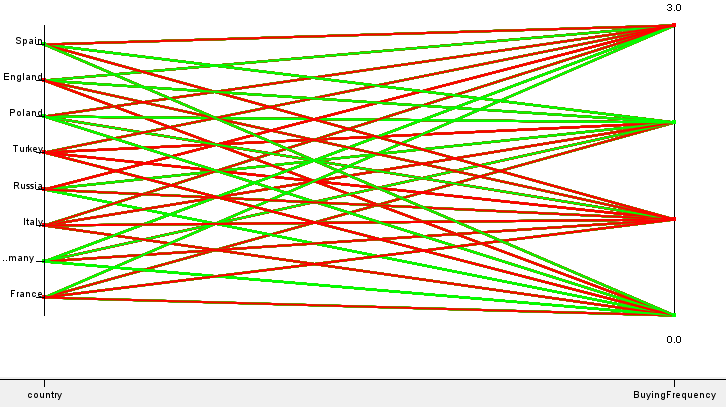 3.0
Spain
England
Poland
Turkey
Russia
Italy
..many
France
0.0
country BuyingFrequency